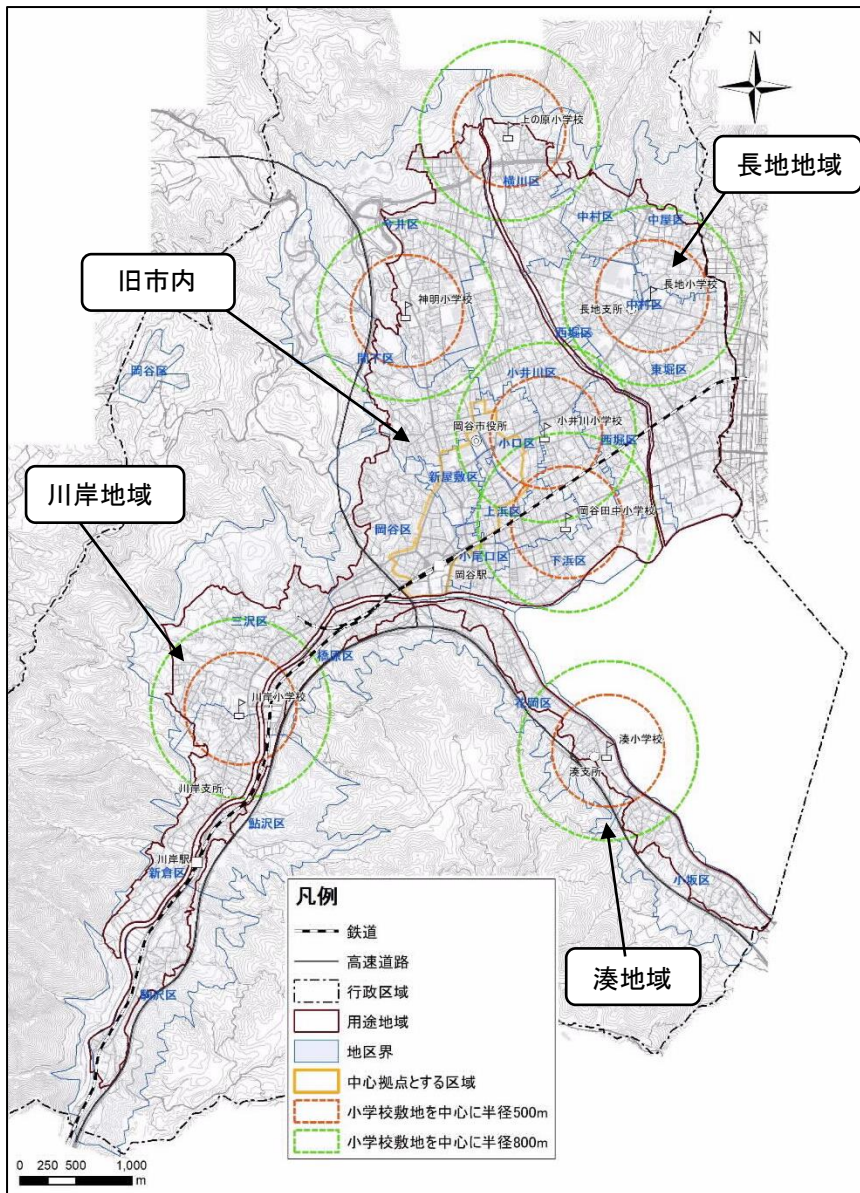 N
上の原小学校
長地地域
横川区
中村区
中屋区
今井区
旧市内
神明小学校
長地小学校
中村区
長地支所
西堀区
間下区
東堀区
岡谷区
小井川区
小井川小学校
岡谷市役所
小口区
西堀区
新屋敷区
川岸地域
上浜区
岡谷田中小学校
岡谷区
小尾口区
下浜区
岡谷駅
三沢区
橋原区
川岸小学校
花岡区
湊小学校
湊支所
川岸支所
鮎沢区
川岸駅
新倉区
小坂区
湊地域
駒沢区
凡例
鉄道
高速道路
行政区域
用途地域
地区界
中心拠点とする区域
小学校敷地を中心に半径500m
小学校敷地を中心に半径800m
0 250 500 1,000
m